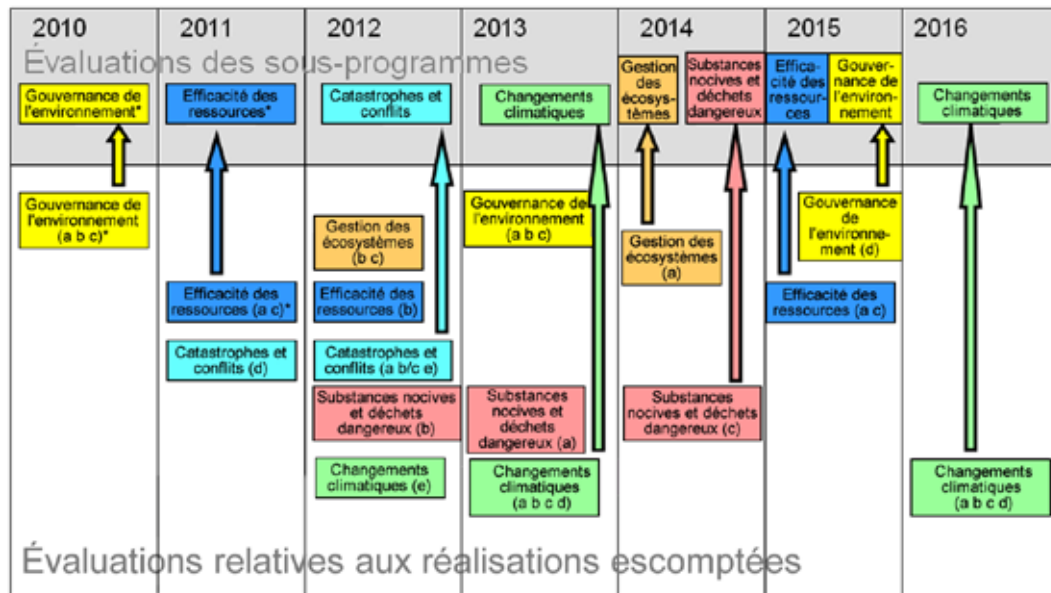 2010 2011 2012 2013 2014 2015 2016
Évaluations des sous-programmes
Gouvernance de
l'environnement*
Efficacité des
ressources*
Catastrophes et
conflits
Changements
climatiques
Gestion
des
écosys-
tèmes
Substances
nocives et
déchets
dangereux
Effica-
cité des
ressour-
ces
Gouver-
nance de
l'environ-
nement
Changements
climatiques
Gouvernance de
l'environnement
(a b c)*
Efficacité des
ressources (a c)*
Catastrophes et
conflits (d)
Gestion des
écosystèmes
(b c)
Efficacité des
ressources (b)
Catastrophes et
conflits (a b/c e)
Substances nocives
et déchets
dangereux (b)
Changements
climatiques (e)
Gouvernance de
l'environnement
(a b c)
Substances
nocives et
déchets
dangereux (a)
Changements
climatiques
(a b c d)
Gestion des
écosystèmes
(a)
Substances
nocives et déchets
dangereux (c)
Gouvernance
de
l'environne-
ment (d)
Efficacité des
ressources (a c)
Changements
climatiques
(a b c d)
Évaluations relatives aux réalisations escomptées